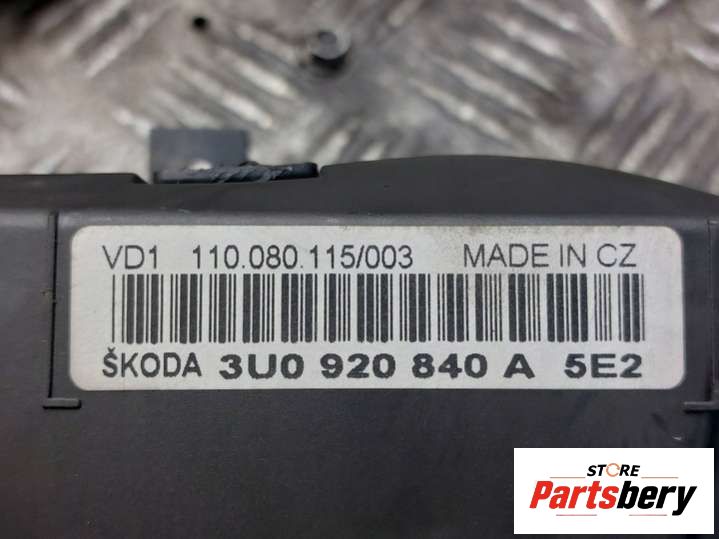 VD1 110.080.115/003 MADE IN CZ
ŠKODA 3U0 920 840 A 5E2
STORE
Partsbery